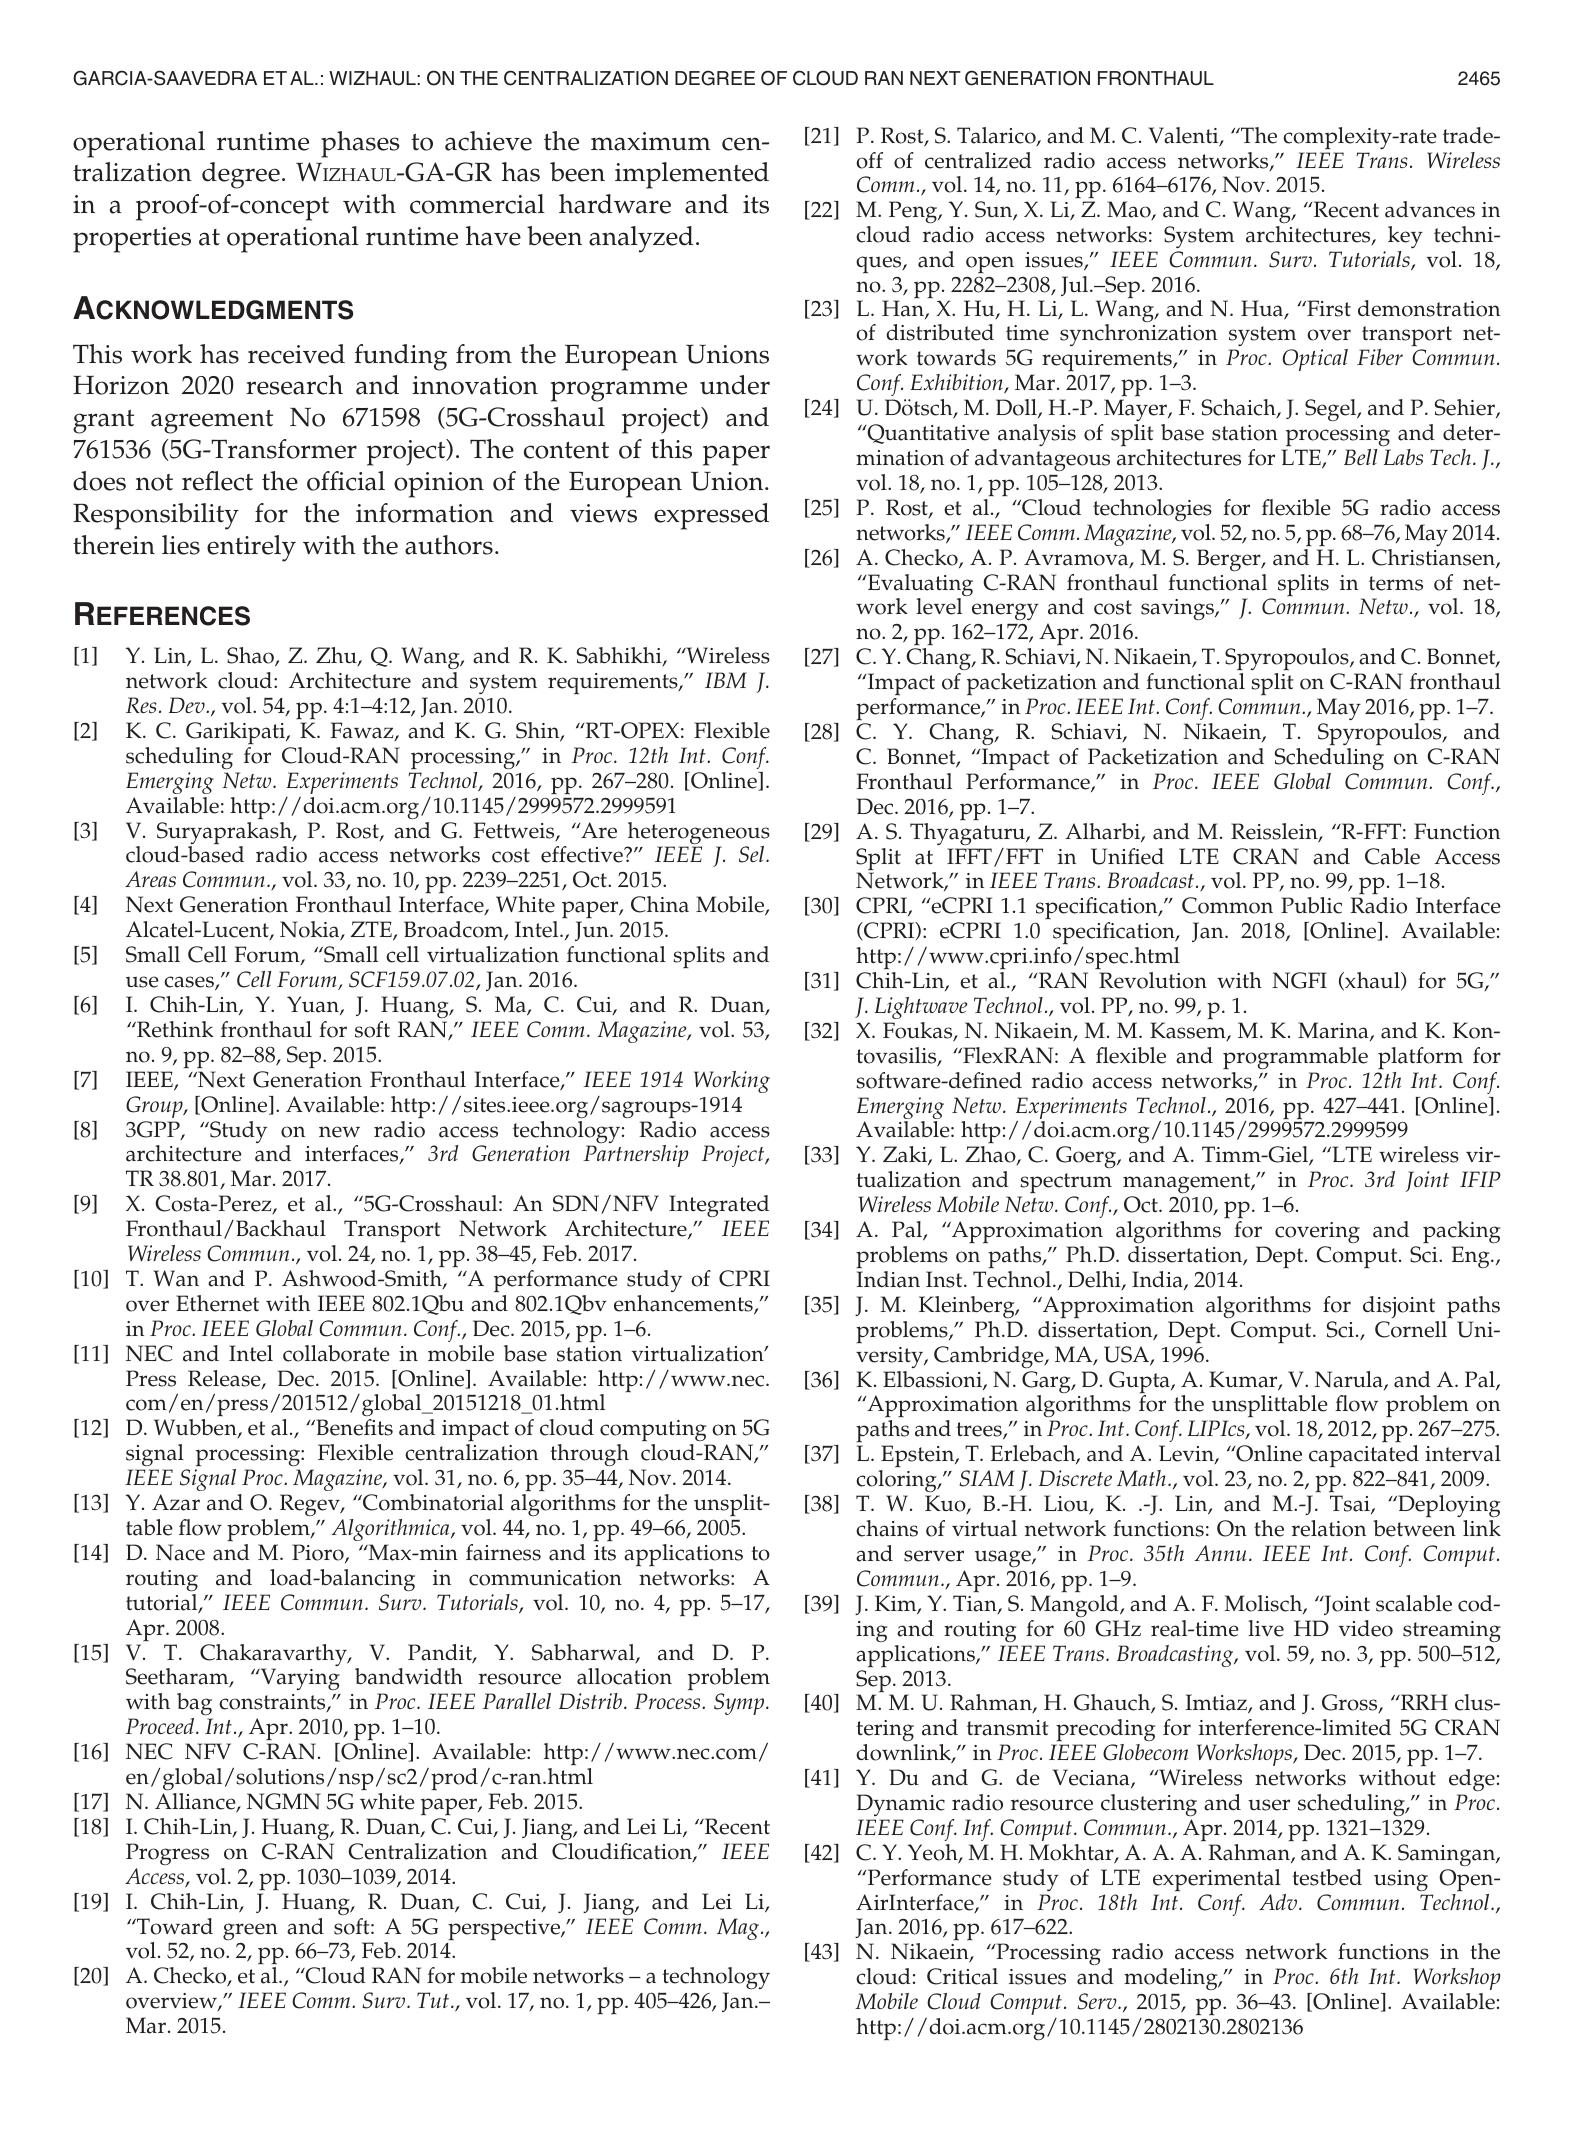 GARCIA-SAAVEDRA ET AL.: WIZHAUL: ON THE CENTRALIZATION DEGREE OF CLOUD RAN NEXT GENERATION FRONTHAUL 2465
operational runtime phases to achieve the maximum cen-
tralization degree. WIZHAUL-GA-GR has been implemented
in a proof-of-concept with commercial hardware and its
properties at operational runtime have been analyzed.
ACKNOWLEDGMENTS
This work has received funding from the European Unions
Horizon 2020 research and innovation programme under
grant agreement No 671598 (5G-Crosshaul project) and
761536 (5G-Transformer project). The content of this paper
does not reflect the official opinion of the European Union.
Responsibility for the information and views expressed
therein lies entirely with the authors.
REFERENCES
[1] Y. Lin, L. Shao, Z. Zhu, Q. Wang, and R. K. Sabhikhi, “Wireless
network cloud: Architecture and system requirements,” IBM J.
Res. Dev., vol. 54, pp. 4:1–4:12, Jan. 2010.
[2] K. C. Garikipati, K. Fawaz, and K. G. Shin, “RT-OPEX: Flexible
scheduling for Cloud-RAN processing,” in Proc. 12th Int. Conf.
Emerging Netw. Experiments Technol, 2016, pp. 267–280. [Online].
Available: http://doi.acm.org/10.1145/2999572.2999591
[3] V. Suryaprakash, P. Rost, and G. Fettweis, “Are heterogeneous
cloud-based radio access networks cost effective?” IEEE J. Sel.
Areas Commun., vol. 33, no. 10, pp. 2239–2251, Oct. 2015.
[4] Next Generation Fronthaul Interface, White paper, China Mobile,
Alcatel-Lucent, Nokia, ZTE, Broadcom, Intel., Jun. 2015.
[5] Small Cell Forum, “Small cell virtualization functional splits and
use cases,” Cell Forum, SCF159.07.02, Jan. 2016.
[6] I. Chih-Lin, Y. Yuan, J. Huang, S. Ma, C. Cui, and R. Duan,
“Rethink fronthaul for soft RAN,” IEEE Comm. Magazine, vol. 53,
no. 9, pp. 82–88, Sep. 2015.
[7] IEEE, “Next Generation Fronthaul Interface,” IEEE 1914 Working
Group, [Online]. Available: http://sites.ieee.org/sagroups-1914
[8] 3GPP, “Study on new radio access technology: Radio access
architecture and interfaces,” 3rd Generation Partnership Project,
TR 38.801, Mar. 2017.
[9] X. Costa-Perez, et al., “5G-Crosshaul: An SDN/NFV Integrated
Fronthaul/Backhaul Transport Network Architecture,” IEEE
Wireless Commun., vol. 24, no. 1, pp. 38–45, Feb. 2017.
[10] T. Wan and P. Ashwood-Smith, “A performance study of CPRI
over Ethernet with IEEE 802.1Qbu and 802.1Qbv enhancements,”
in Proc. IEEE Global Commun. Conf., Dec. 2015, pp. 1–6.
[11] NEC and Intel collaborate in mobile base station virtualization’
Press Release, Dec. 2015. [Online]. Available: http://www.nec.
com/en/press/201512/global_20151218_01.html
[12] D. Wubben, et al., “Benefits and impact of cloud computing on 5G
signal processing: Flexible centralization through cloud-RAN,”
IEEE Signal Proc. Magazine, vol. 31, no. 6, pp. 35–44, Nov. 2014.
[13] Y. Azar and O. Regev, “Combinatorial algorithms for the unsplit-
table flow problem,” Algorithmica, vol. 44, no. 1, pp. 49–66, 2005.
[14] D. Nace and M. Pioro, “Max-min fairness and its applications to
routing and load-balancing in communication networks: A
tutorial,” IEEE Commun. Surv. Tutorials, vol. 10, no. 4, pp. 5–17,
Apr. 2008.
[15] V. T. Chakaravarthy, V. Pandit, Y. Sabharwal, and D. P.
Seetharam, “Varying bandwidth resource allocation problem
with bag constraints,” in Proc. IEEE Parallel Distrib. Process. Symp.
Proceed. Int., Apr. 2010, pp. 1–10.
[16] NEC NFV C-RAN. [Online]. Available: http://www.nec.com/
en/global/solutions/nsp/sc2/prod/c-ran.html
[17] N. Alliance, NGMN 5G white paper, Feb. 2015.
[18] I. Chih-Lin, J. Huang, R. Duan, C. Cui, J. Jiang, and Lei Li, “Recent
Progress on C-RAN Centralization and Cloudification,” IEEE
Access, vol. 2, pp. 1030–1039, 2014.
[19] I. Chih-Lin, J. Huang, R. Duan, C. Cui, J. Jiang, and Lei Li,
“Toward green and soft: A 5G perspective,” IEEE Comm. Mag.,
vol. 52, no. 2, pp. 66–73, Feb. 2014.
[20] A. Checko, et al., “Cloud RAN for mobile networks – a technology
overview,” IEEE Comm. Surv. Tut., vol. 17, no. 1, pp. 405–426, Jan.–
Mar. 2015.
[21] P. Rost, S. Talarico, and M. C. Valenti, “The complexity-rate trade-
off of centralized radio access networks,” IEEE Trans. Wireless
Comm., vol. 14, no. 11, pp. 6164–6176, Nov. 2015.
[22] M. Peng, Y. Sun, X. Li, Z. Mao, and C. Wang, “Recent advances in
cloud radio access networks: System architectures, key techni-
ques, and open issues,” IEEE Commun. Surv. Tutorials, vol. 18,
no. 3, pp. 2282–2308, Jul.–Sep. 2016.
[23] L. Han, X. Hu, H. Li, L. Wang, and N. Hua, “First demonstration
of distributed time synchronization system over transport net-
work towards 5G requirements,” in Proc. Optical Fiber Commun.
Conf. Exhibition, Mar. 2017, pp. 1–3.
[24] U. Dötsch, M. Doll, H.-P. Mayer, F. Schaich, J. Segel, and P. Sehier,
“Quantitative analysis of split base station processing and deter-
mination of advantageous architectures for LTE,” Bell Labs Tech. J.,
vol. 18, no. 1, pp. 105–128, 2013.
[25] P. Rost, et al., “Cloud technologies for flexible 5G radio access
networks,” IEEE Comm. Magazine, vol. 52, no. 5, pp. 68–76, May 2014.
[26] A. Checko, A. P. Avramova, M. S. Berger, and H. L. Christiansen,
“Evaluating C-RAN fronthaul functional splits in terms of net-
work level energy and cost savings,” J. Commun. Netw., vol. 18,
no. 2, pp. 162–172, Apr. 2016.
[27] C. Y. Chang, R. Schiavi, N. Nikaein, T. Spyropoulos, and C. Bonnet,
“Impact of packetization and functional split on C-RAN fronthaul
performance,” in Proc. IEEE Int. Conf. Commun., May 2016, pp. 1–7.
[28] C. Y. Chang, R. Schiavi, N. Nikaein, T. Spyropoulos, and
C. Bonnet, “Impact of Packetization and Scheduling on C-RAN
Fronthaul Performance,” in Proc. IEEE Global Commun. Conf.,
Dec. 2016, pp. 1–7.
[29] A. S. Thyagaturu, Z. Alharbi, and M. Reisslein, “R-FFT: Function
Split at IFFT/FFT in Unified LTE CRAN and Cable Access
Network,” in IEEE Trans. Broadcast., vol. PP, no. 99, pp. 1–18.
[30] CPRI, “eCPRI 1.1 specification,” Common Public Radio Interface
(CPRI): eCPRI 1.0 specification, Jan. 2018, [Online]. Available:
http://www.cpri.info/spec.html
[31] Chih-Lin, et al., “RAN Revolution with NGFI (xhaul) for 5G,”
J. Lightwave Technol., vol. PP, no. 99, p. 1.
[32] X. Foukas, N. Nikaein, M. M. Kassem, M. K. Marina, and K. Kon-
tovasilis, “FlexRAN: A flexible and programmable platform for
software-defined radio access networks,” in Proc. 12th Int. Conf.
Emerging Netw. Experiments Technol., 2016, pp. 427–441. [Online].
Available: http://doi.acm.org/10.1145/2999572.2999599
[33] Y. Zaki, L. Zhao, C. Goerg, and A. Timm-Giel, “LTE wireless vir-
tualization and spectrum management,” in Proc. 3rd Joint IFIP
Wireless Mobile Netw. Conf., Oct. 2010, pp. 1–6.
[34] A. Pal, “Approximation algorithms for covering and packing
problems on paths,” Ph.D. dissertation, Dept. Comput. Sci. Eng.,
Indian Inst. Technol., Delhi, India, 2014.
[35] J. M. Kleinberg, “Approximation algorithms for disjoint paths
problems,” Ph.D. dissertation, Dept. Comput. Sci., Cornell Uni-
versity, Cambridge, MA, USA, 1996.
[36] K. Elbassioni, N. Garg, D. Gupta, A. Kumar, V. Narula, and A. Pal,
“Approximation algorithms for the unsplittable flow problem on
paths and trees,” in Proc. Int. Conf. LIPIcs, vol. 18, 2012, pp. 267–275.
[37] L. Epstein, T. Erlebach, and A. Levin, “Online capacitated interval
coloring,” SIAM J. Discrete Math., vol. 23, no. 2, pp. 822–841, 2009.
[38] T. W. Kuo, B.-H. Liou, K. .-J. Lin, and M.-J. Tsai, “Deploying
chains of virtual network functions: On the relation between link
and server usage,” in Proc. 35th Annu. IEEE Int. Conf. Comput.
Commun., Apr. 2016, pp. 1–9.
[39] J. Kim, Y. Tian, S. Mangold, and A. F. Molisch, “Joint scalable cod-
ing and routing for 60 GHz real-time live HD video streaming
applications,” IEEE Trans. Broadcasting, vol. 59, no. 3, pp. 500–512,
Sep. 2013.
[40] M. M. U. Rahman, H. Ghauch, S. Imtiaz, and J. Gross, “RRH clus-
tering and transmit precoding for interference-limited 5G CRAN
downlink,” in Proc. IEEE Globecom Workshops, Dec. 2015, pp. 1–7.
[41] Y. Du and G. de Veciana, “Wireless networks without edge:
Dynamic radio resource clustering and user scheduling,” in Proc.
IEEE Conf. Inf. Comput. Commun., Apr. 2014, pp. 1321–1329.
[42] C. Y. Yeoh, M. H. Mokhtar, A. A. A. Rahman, and A. K. Samingan,
“Performance study of LTE experimental testbed using Open-
AirInterface,” in Proc. 18th Int. Conf. Adv. Commun. Technol.,
Jan. 2016, pp. 617–622.
[43] N. Nikaein, “Processing radio access network functions in the
cloud: Critical issues and modeling,” in Proc. 6th Int. Workshop
Mobile Cloud Comput. Serv., 2015, pp. 36–43. [Online]. Available:
http://doi.acm.org/10.1145/2802130.2802136